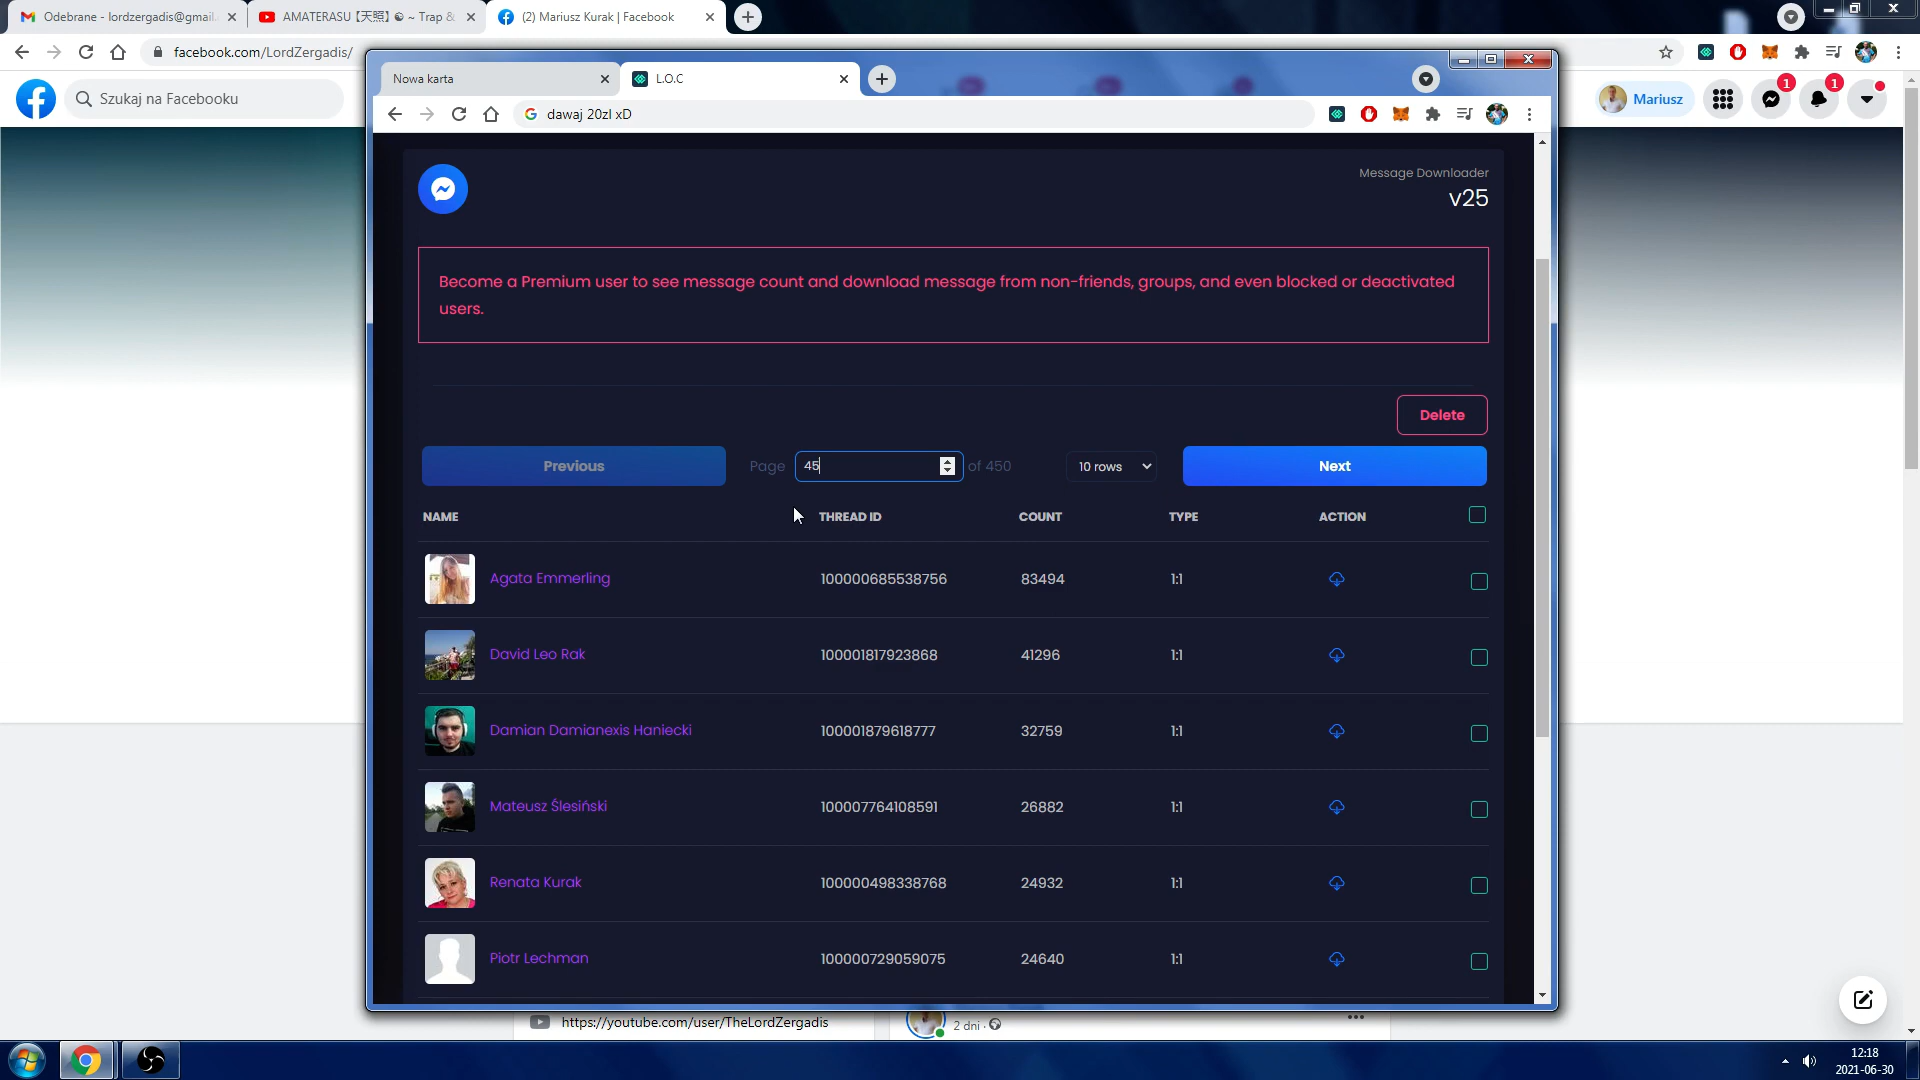 Odebrane - lordzergadis@gmail.
AMATERASU【天照】☯ ~ Trap &
(2) Mariusz Kurak | Facebook
facebook.com/LordZergadis/
Szukaj na Facebooku
Mariusz
1
1
Nowa karta
L.O.C
dawaj 20zl xD
Message Downloader
v25
Become a Premium user to see message count and download message from non-friends, groups, and even blocked or deactivated
users.
Delete
Previous
Page
45
of 450
10 rows
Next
NAME THREAD ID COUNT TYPE ACTION
Agata Emmerling 100000685538756 83494 1:1
David Leo Rak 100001817923868 41296 1:1
Damian Damianexis Haniecki 100001879618777 32759 1:1
Mateusz Ślesiński 100007764108591 26882 1:1
Renata Kurak 100000498338768 24932 1:1
Piotr Lechman 100000729059075 24640 1:1
https://youtube.com/user/TheLordZergadis
2 dni ·
12:18
2021-06-30